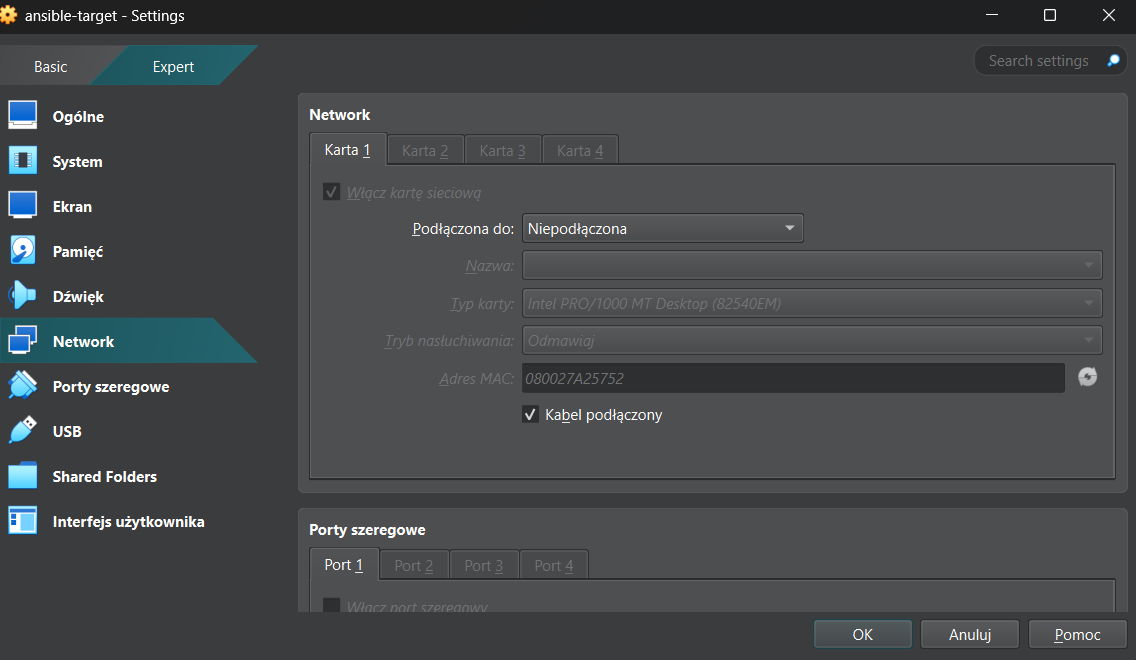 ansible-target - Settings
Basic
Expert
Search settings
Ogólne
System
Ekran
Pamięć
Dźwięk
Network
Porty szeregowe
USB
Shared Folders
Interfejs użytkownika
Network
Karta 1 Karta 2 Karta 3 Karta 4
Włącz kartę sieciową
Podłączona do: Niepodłączona
Nazwa:
Typ karty: Intel PRO/1000 MT Desktop (82540EM)
Tryb nasłuchiwania: Odmawiaj
Adres MAC: 080027A25752
Kabel podłączony
Porty szeregowe
Port 1 Port 2 Port 3 Port 4
Włącz port szeregowy
OK Anuluj Pomoc